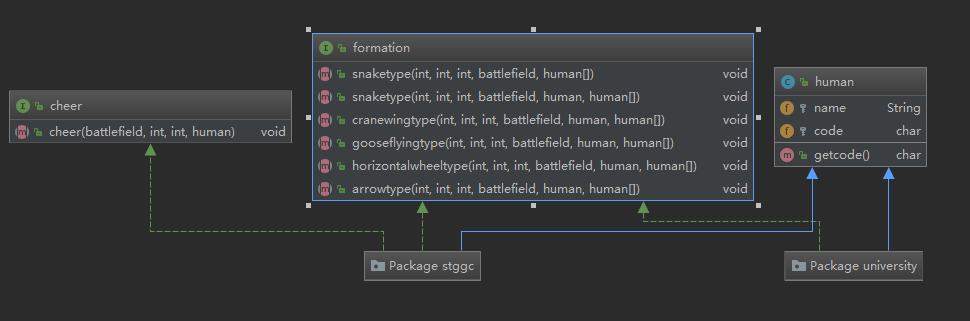 cheer
cheer(battlefield, int, int, human) void
formation
snaketype(int, int, int, battlefield, human[]) void
snaketype(int, int, int, battlefield, human, human[]) void
cranewingtype(int, int, int, battlefield, human, human[]) void
gooseflyingtype(int, int, int, battlefield, human, human[]) void
horizontalwheeltype(int, int, int, battlefield, human, human[]) void
arrowtype(int, int, int, battlefield, human, human[]) void
human
name String
code char
getcode() char
Package stggc
Package university